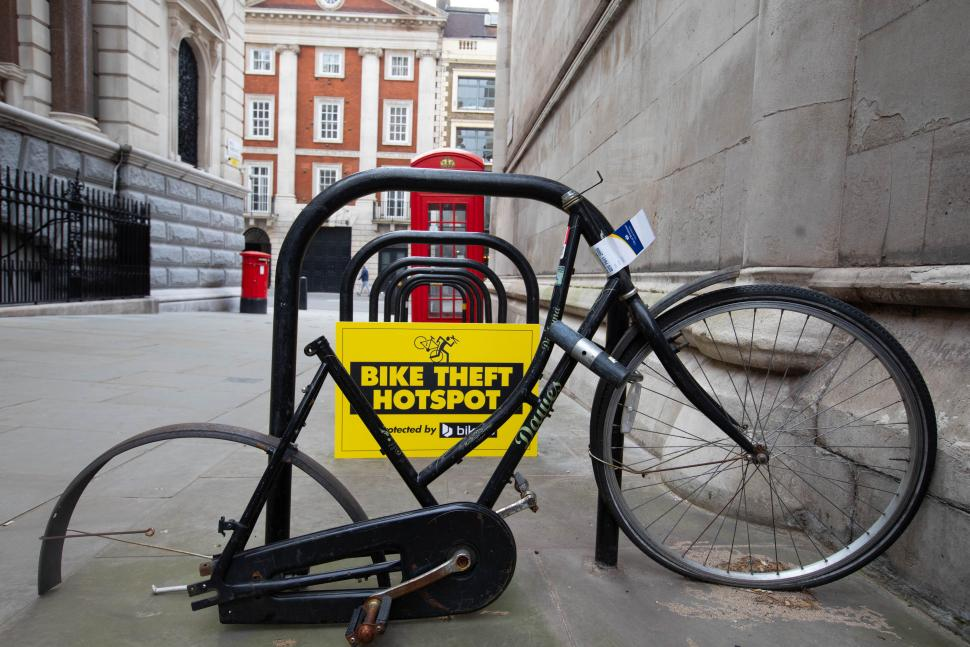 BIKE THEFT
HOTSPOT
protected by
Dawes